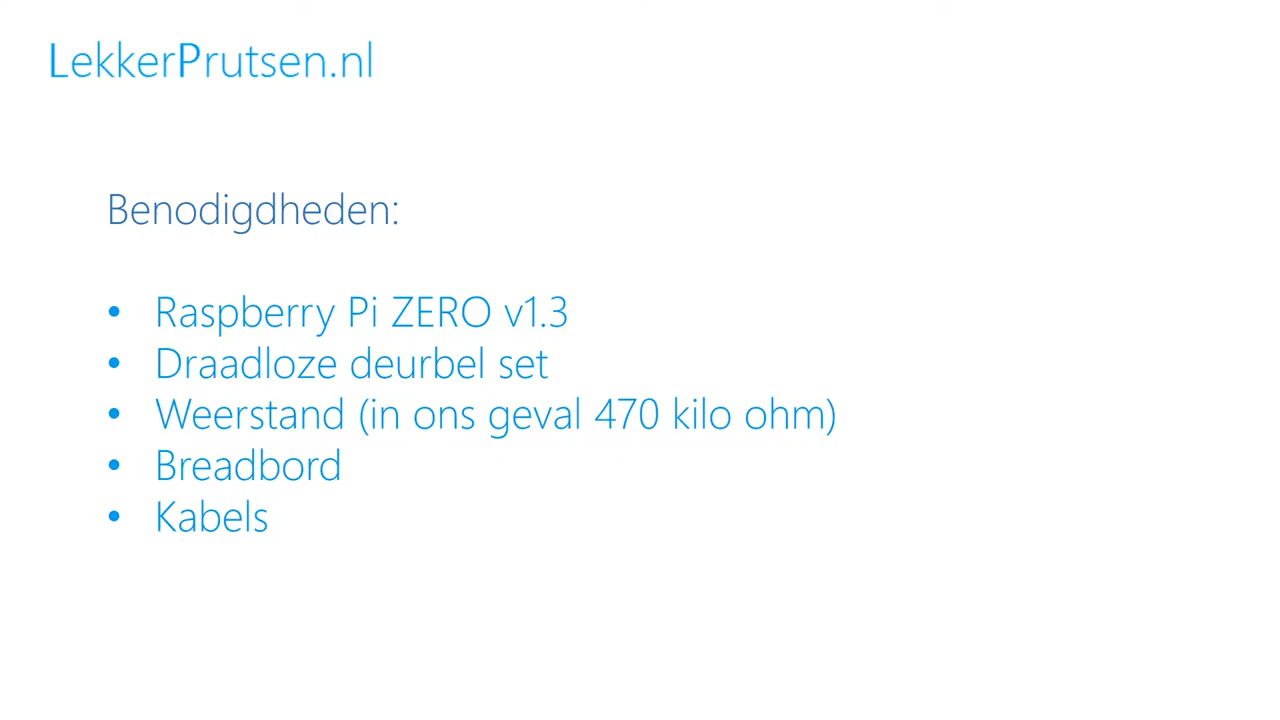 LekkerPrutsen.nl
Benodigdheden:
• Raspberry Pi ZERO v1.3
• Draadloze deurbel set
• Weerstand (in ons geval 470 kilo ohm)
• Breadbord
• Kabels